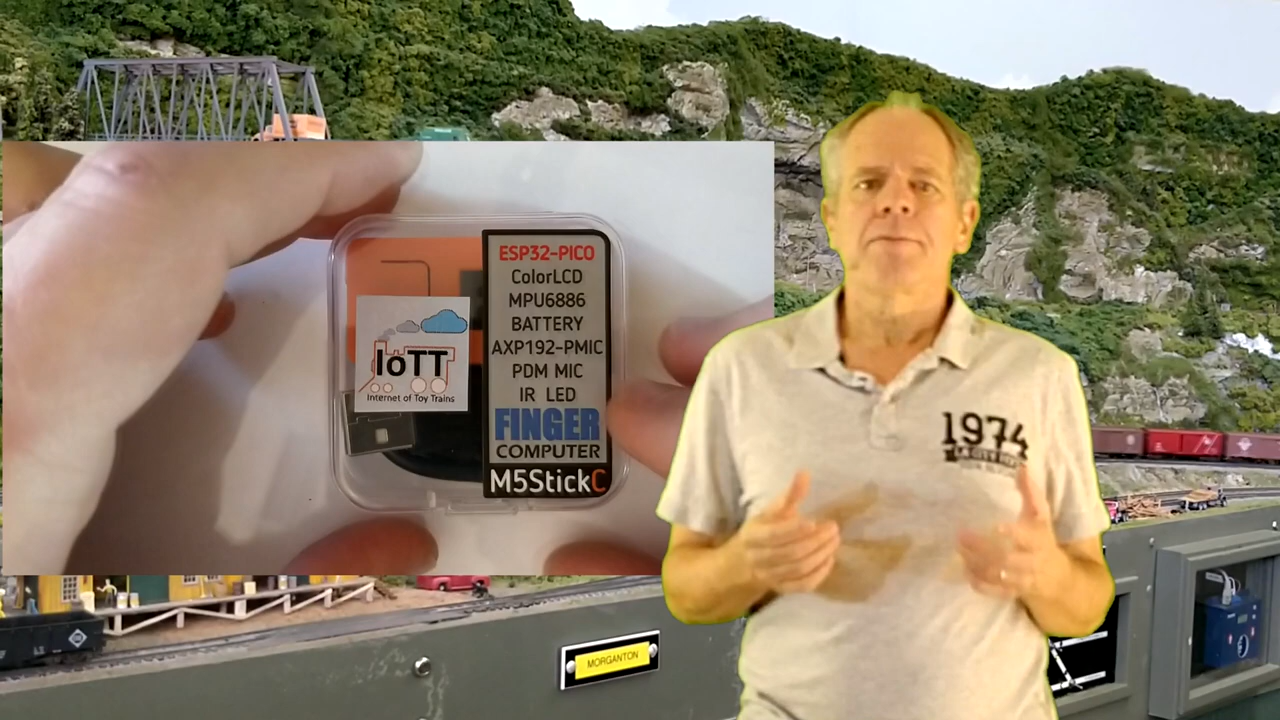 ESP32-PICO
ColorLCD
MPU6886
BATTERY
AXP192-PMIC
PDM MIC
IR LED
FINGER
COMPUTER
M5StickC
IoTT
Internet of Toy Trains
1974
MORGANTON